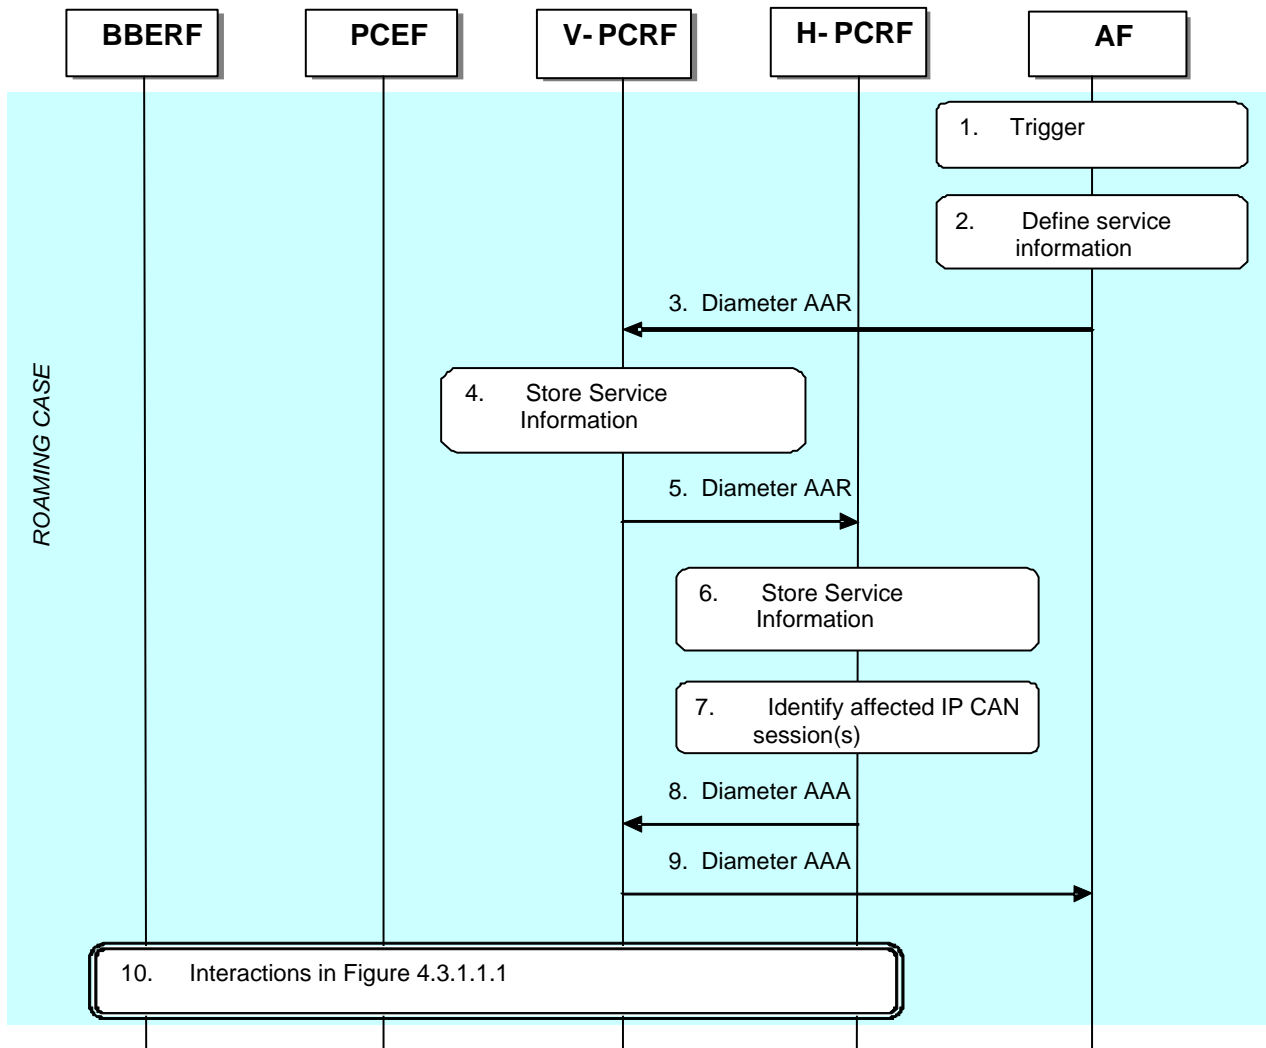 BBERF
PCEF
V- PCRF
H- PCRF
AF
1. Trigger
2. Define service
information
3. Diameter AAR
ROAMING CASE
4. Store Service
Information
5. Diameter AAR
6. Store Service
Information
7. Identify affected IP CAN
session(s)
8. Diameter AAA
9. Diameter AAA
10. Interactions in Figure 4.3.1.1.1